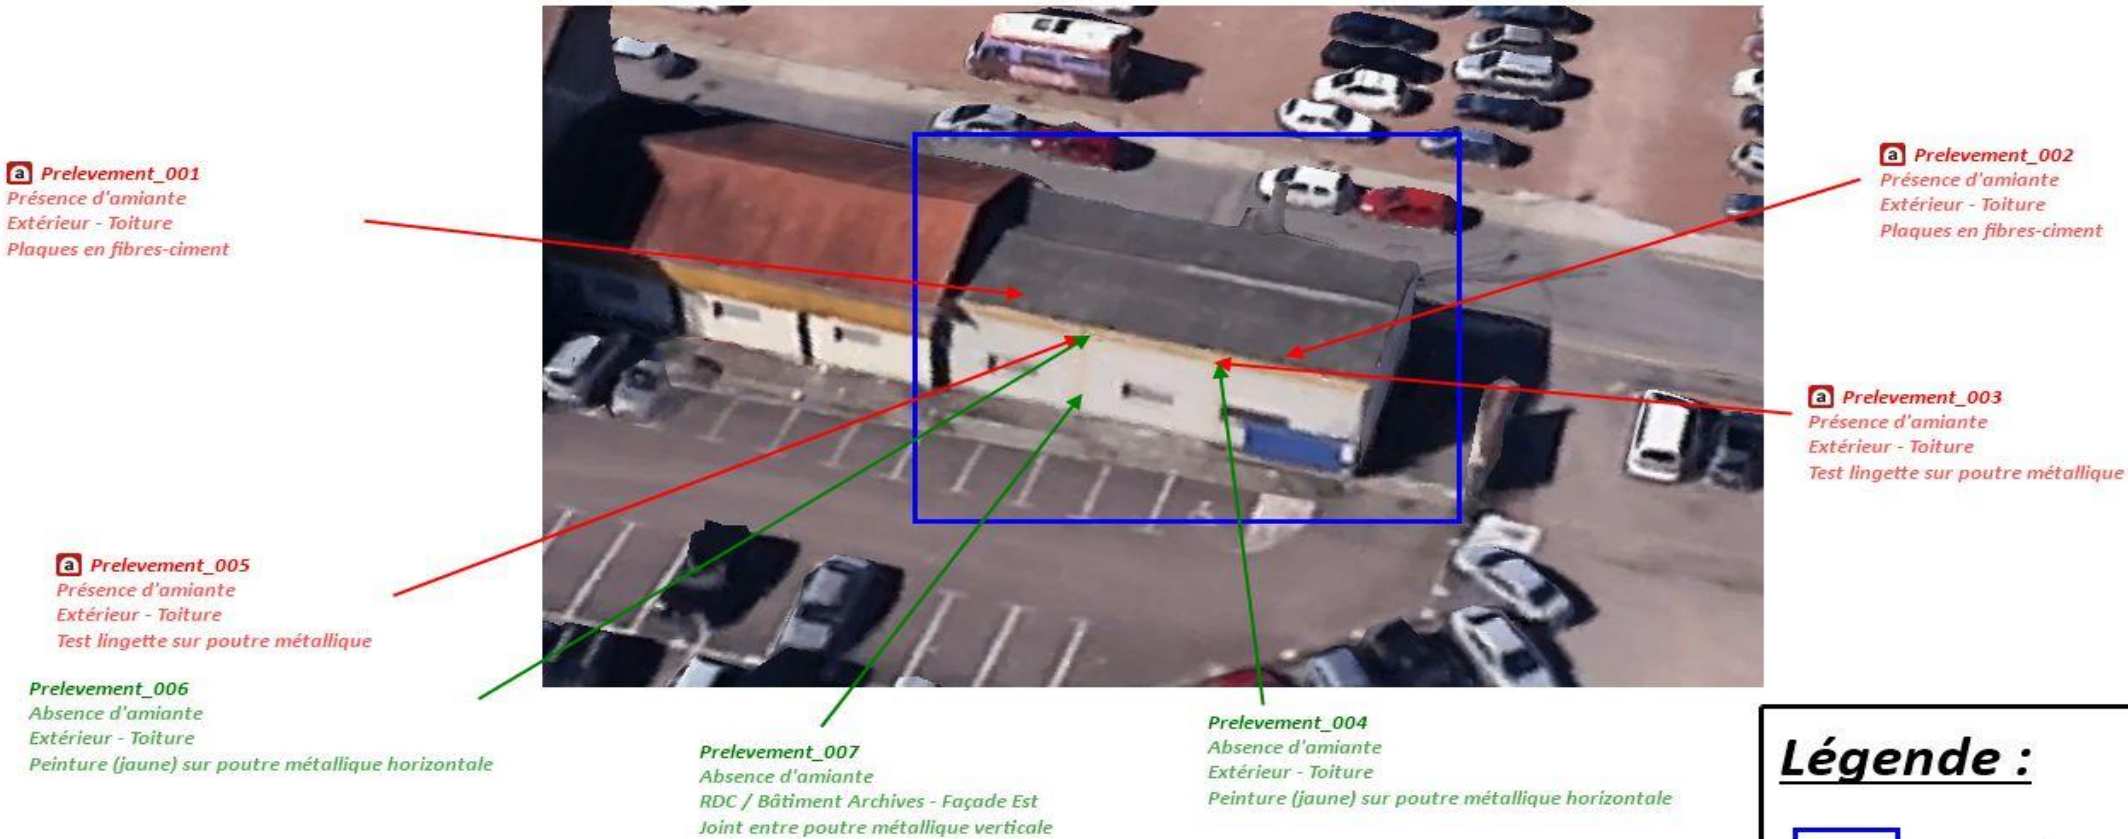 a Prelevement_001
Présence d'amiante
Extérieur - Toiture
Plaques en fibres-ciment
a Prelevement_002
Présence d'amiante
Extérieur - Toiture
Plaques en fibres-ciment
a Prelevement_003
Présence d'amiante
Extérieur - Toiture
Test lingette sur poutre métallique
a Prelevement_005
Présence d'amiante
Extérieur - Toiture
Test lingette sur poutre métallique
Prelevement_006
Absence d'amiante
Extérieur - Toiture
Peinture (jaune) sur poutre métallique horizontale
Prelevement_007
Absence d'amiante
RDC / Bâtiment Archives - Façade Est
Joint entre poutre métallique verticale
Prelevement_004
Absence d'amiante
Extérieur - Toiture
Peinture (jaune) sur poutre métallique horizontale
Légende :